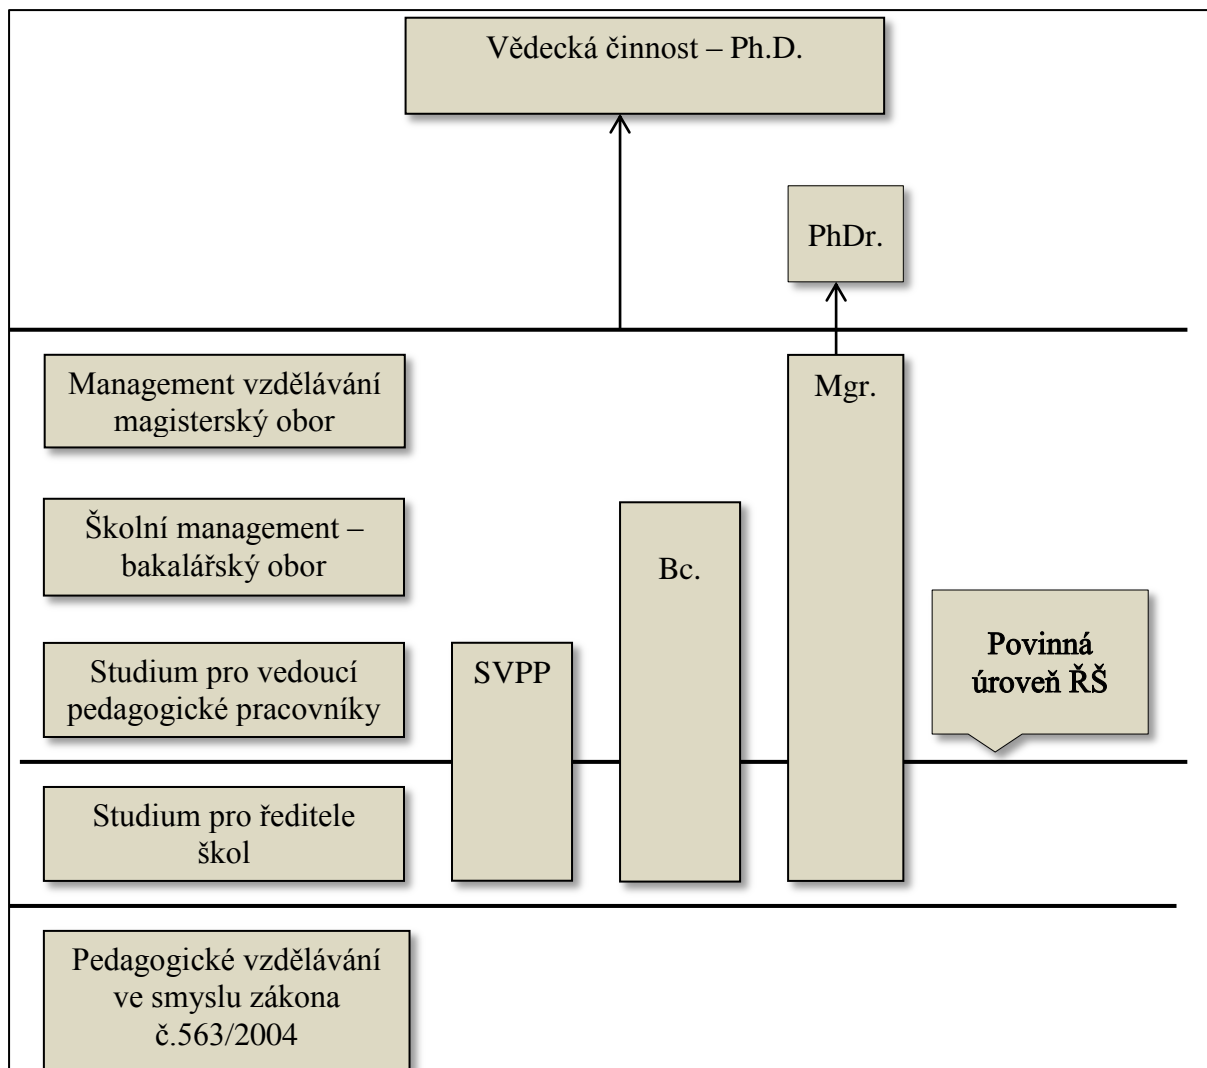 Vědecká činnost – Ph.D.
PhDr.
Management vzdělávání
magisterský obor
Mgr.
Školní management –
bakalářský obor
Bc.
Studium pro vedoucí
pedagogické pracovníky
SVPP
Povinná
úroveň ŘŠ
Studium pro ředitele
škol
Pedagogické vzdělávání
ve smyslu zákona
č.563/2004